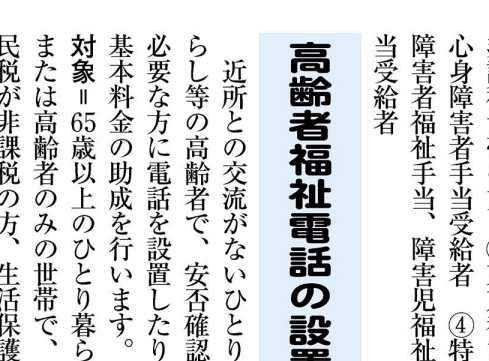 心身障害者手当受給者　④特
障害者福祉手当、障害児福祉
当受給者
高齢者福祉電話の設置
近所との交流がないひとり
らし等の高齢者で、安否確認
必要な方に電話を設置したり
基本料金の助成を行います。
対象＝65歳以上のひとり暮ら
または高齢者のみの世帯で、
民税が非課税の方、生活保護